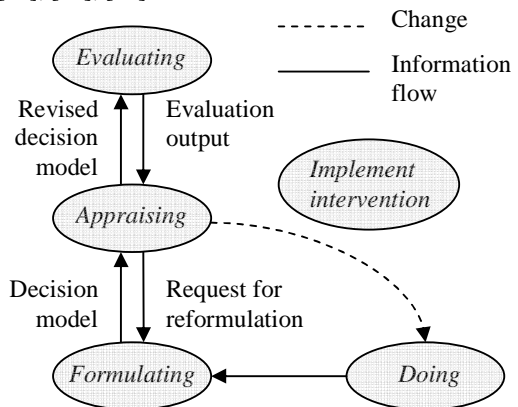 Change
Evaluating
Information
flow
Revised
decision
model
Evaluation
output
Implement
intervention
Appraising
Decision
model
Request for
reformulation
Formulating
Doing